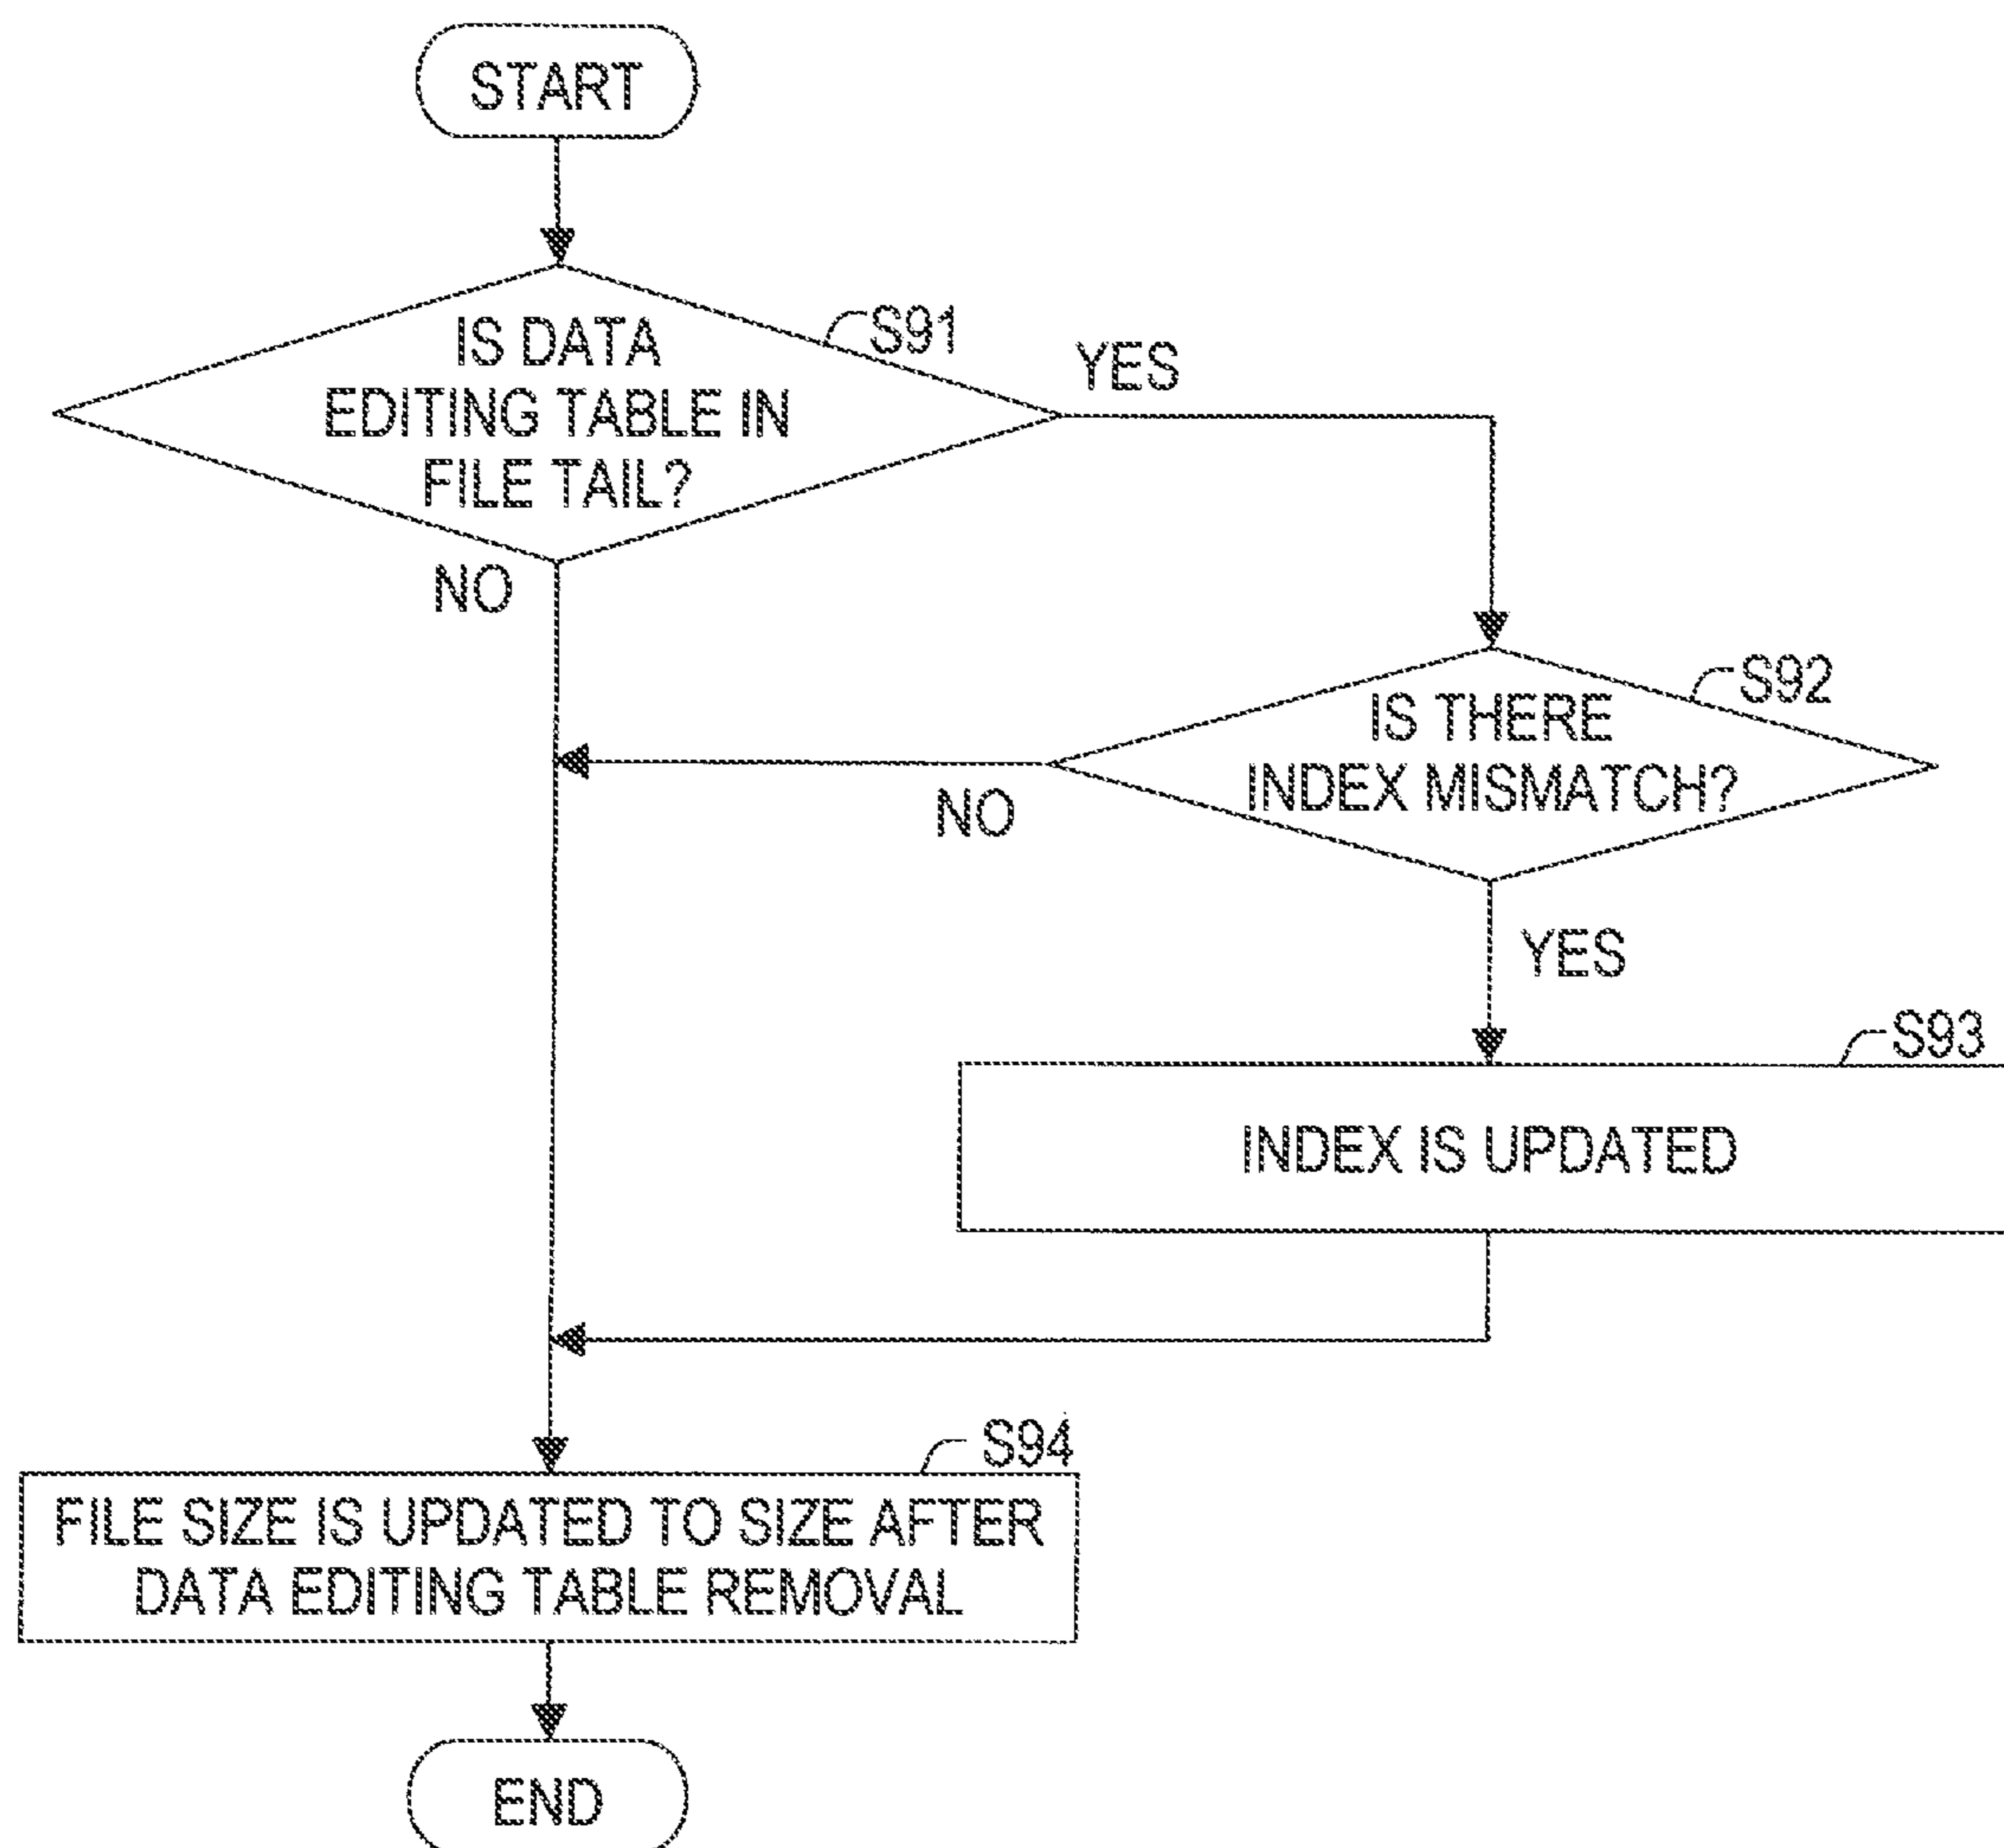 START
S91
IS DATA
EDITING TABLE IN
FILE TAIL?
YES
NO
S92
IS THERE
INDEX MISMATCH?
NO
YES
S93
INDEX IS UPDATED
S94
FILE SIZE IS UPDATED TO SIZE AFTER
DATA EDITING TABLE REMOVAL
END